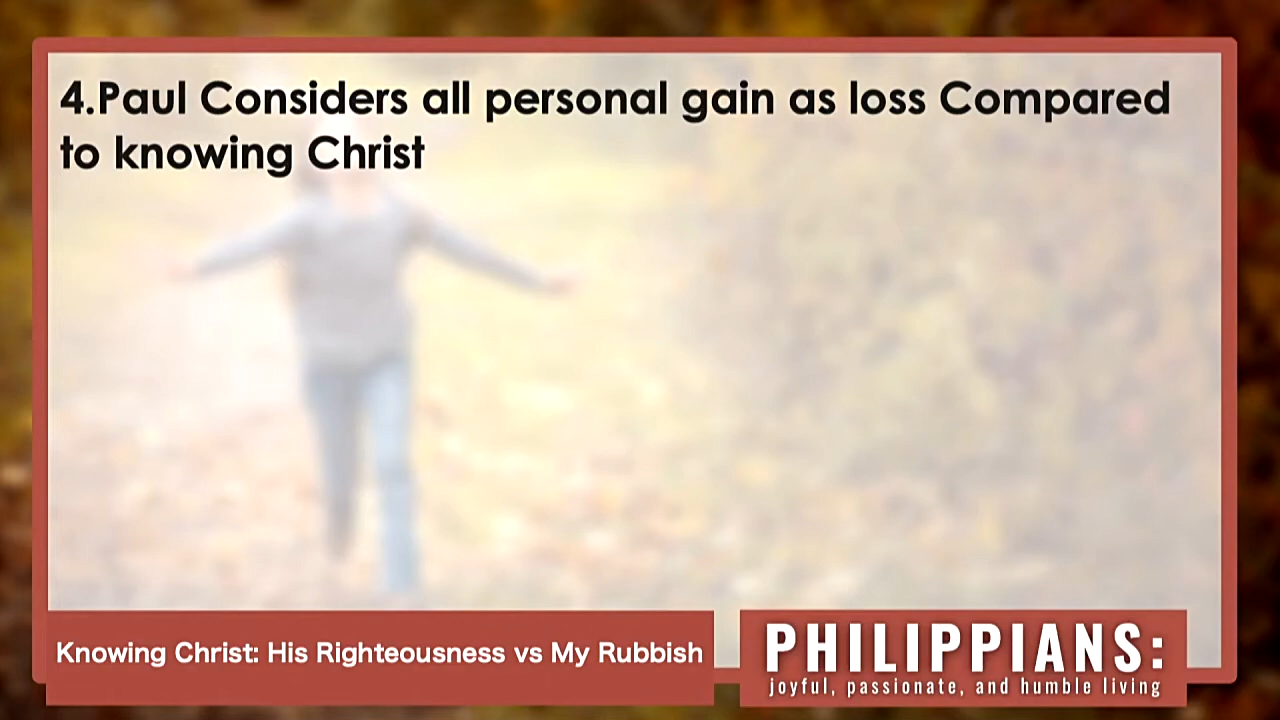 4.Paul Considers all personal gain as loss Compared
to knowing Christ
Knowing Christ: His Righteousness vs My Rubbish
PHILIPPIANS:
joyful, passionate, and humble living